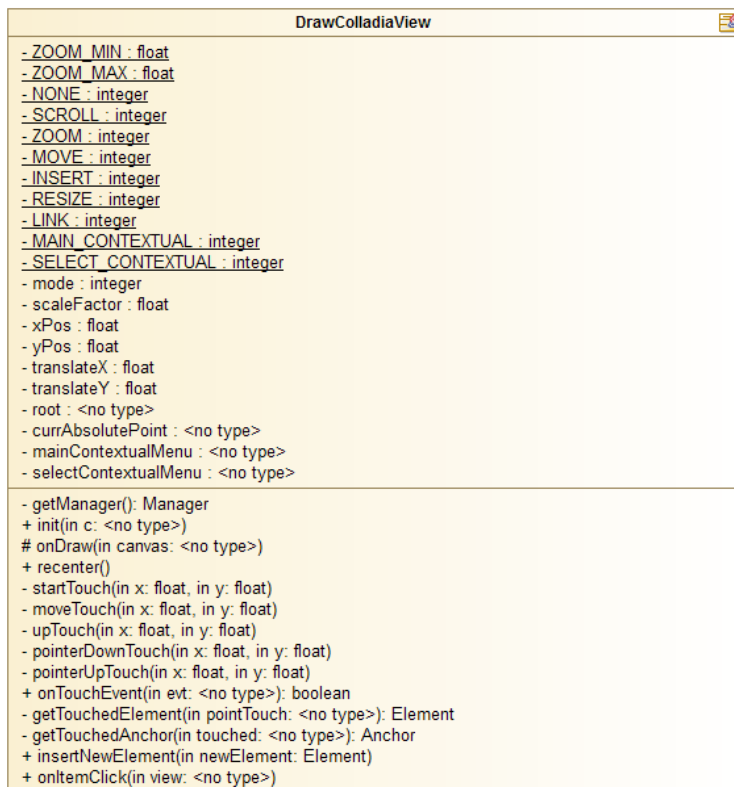 DrawColladiaView
- ZOOM_MIN : float
- ZOOM_MAX : float
- NONE : integer
- SCROLL : integer
- ZOOM : integer
- MOVE : integer
- INSERT : integer
- RESIZE : integer
- LINK : integer
- MAIN_CONTEXTUAL : integer
- SELECT_CONTEXTUAL : integer
- mode : integer
- scaleFactor : float
- xPos : float
- yPos : float
- translateX : float
- translateY : float
- root : <no type>
- currAbsolutePoint : <no type>
- mainContextualMenu : <no type>
- selectContextualMenu : <no type>
- getManager(): Manager
+ init(in c: <no type>)
# onDraw(in canvas: <no type>)
+ recenter()
- startTouch(in x: float, in y: float)
- moveTouch(in x: float, in y: float)
- upTouch(in x: float, in y: float)
- pointerDownTouch(in x: float, in y: float)
- pointerUpTouch(in x: float, in y: float)
+ onTouchEvent(in evt: <no type>): boolean
- getTouchedElement(in pointTouch: <no type>): Element
- getTouchedAnchor(in touched: <no type>): Anchor
+ insertNewElement(in newElement: Element)
+ onItemClick(in view: <no type>)